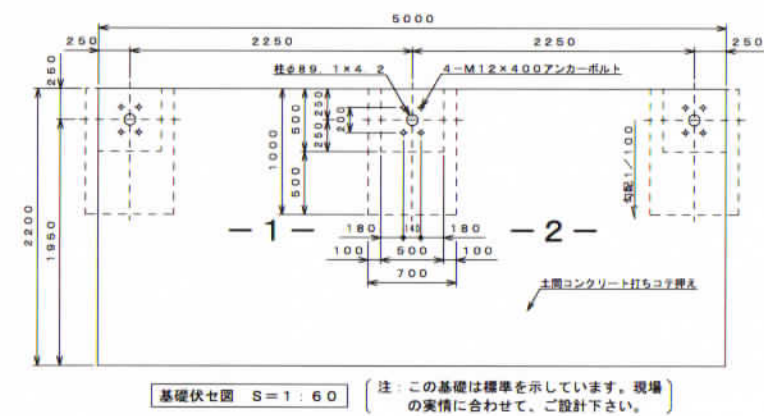 5000
250 2250 2250 250
柱φ89.1×4.2 4-M12×400アンカーボルト
250
250
500
200
250
1000
500
勾配1/100
2200
1950
-1- -2-
180 140 180
100 500 100
700
土間コンクリート打ちコテ押え
基礎伏セ図 S=1:60
注:この基礎は標準を示しています。現場
の実情に合わせて、ご設計下さい。